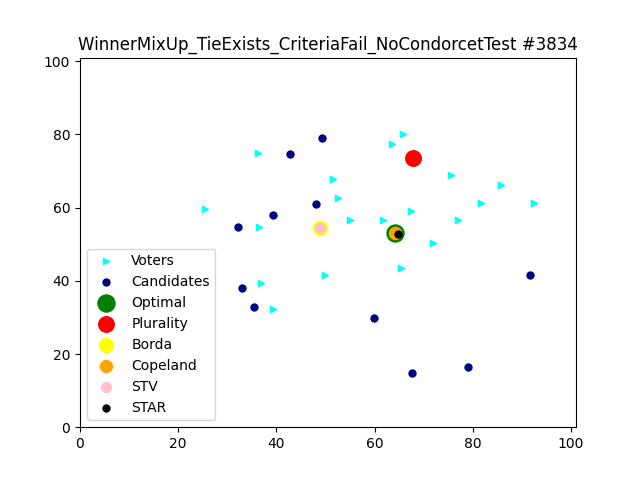 WinnerMixUp_TieExists_CriteriaFail_NoCondorcetTest #3834
100
80
60
40
20
0
Voters
Candidates
Optimal
Plurality
Borda
Copeland
STV
STAR
0 20 40 60 80 100